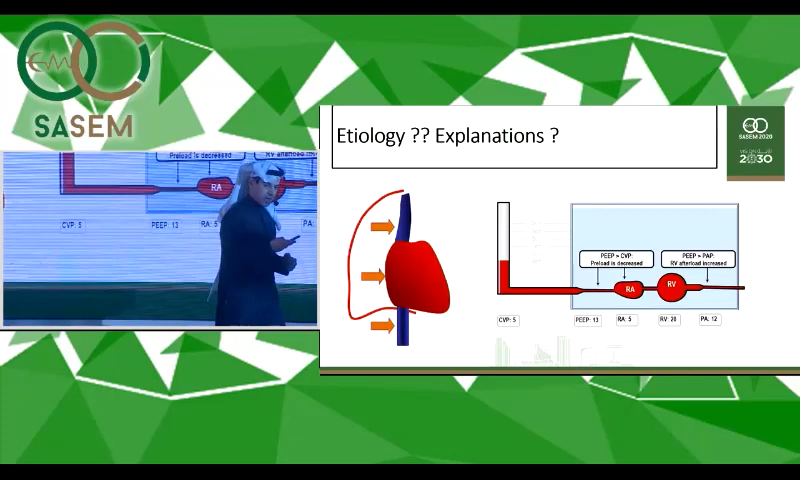 SASEM
Preload is decreased
RA
CVP: 5
PEEP: 13
RA: 5
PA:
Etiology ?? Explanations ?
SASEM 2020
2030
PEEP > CVP:
Preload is decreased
PEEP > PAP:
RV afterload increased
RA
RV
CVP: 5
PEEP: 13
RA: 5
RV: 20
PA: 12